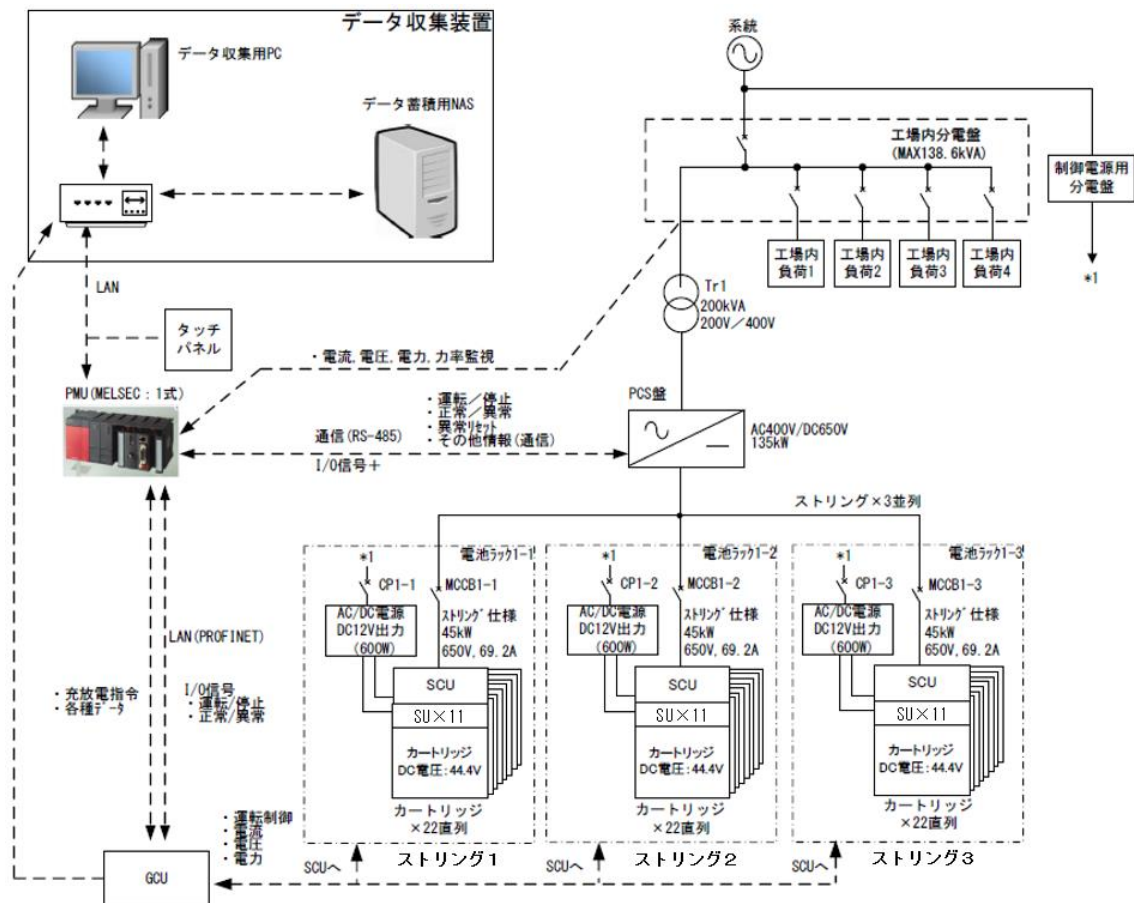 データ収集装置
データ収集用PC
データ蓄積用NAS
LAN
タッチ
パネル
PMU(MELSEC：1式)
系統
工場内分電盤
(MAX138.6kVA)
制御電源用
分電盤
*1
工場内
負荷1
工場内
負荷2
工場内
負荷3
工場内
負荷4
Tr1
200kVA
200V／400V
・電流,電圧,電力,力率監視
通信(RS-485)
I/O信号＋
・運転／停止
・正常／異常
・異常ﾘｾｯﾄ
・その他情報(通信)
PCS盤
AC400V/DC650V
135kW
ストリング×3並列
電池ラック1-1
*1
CP1-1
MCCB1-1
AC/DC電源
DC12V出力
(600W)
ｽﾄﾘﾝｸﾞ仕様
45kW
650V,69.2A
SCU
SU×11
カートリッジ
DC電圧:44.4V
カートリッジ
×22直列
ストリング１
電池ラック1-2
*1
CP1-2
MCCB1-2
AC/DC電源
DC12V出力
(600W)
ｽﾄﾘﾝｸﾞ仕様
45kW
650V,69.2A
SCU
SU×11
カートリッジ
DC電圧:44.4V
カートリッジ
×22直列
ストリング２
電池ラック1-3
*1
CP1-3
MCCB1-3
AC/DC電源
DC12V出力
(600W)
ｽﾄﾘﾝｸﾞ仕様
45kW
650V,69.2A
SCU
SU×11
カートリッジ
DC電圧:44.4V
カートリッジ
×22直列
ストリング３
LAN(PROFINET)
・充放電指令
・各種ﾃﾞｰﾀ
I/O信号
・運転/停止
・正常/異常
・運転制御
・電流
・電圧
・電力
GCU
SCUへ
SCUへ